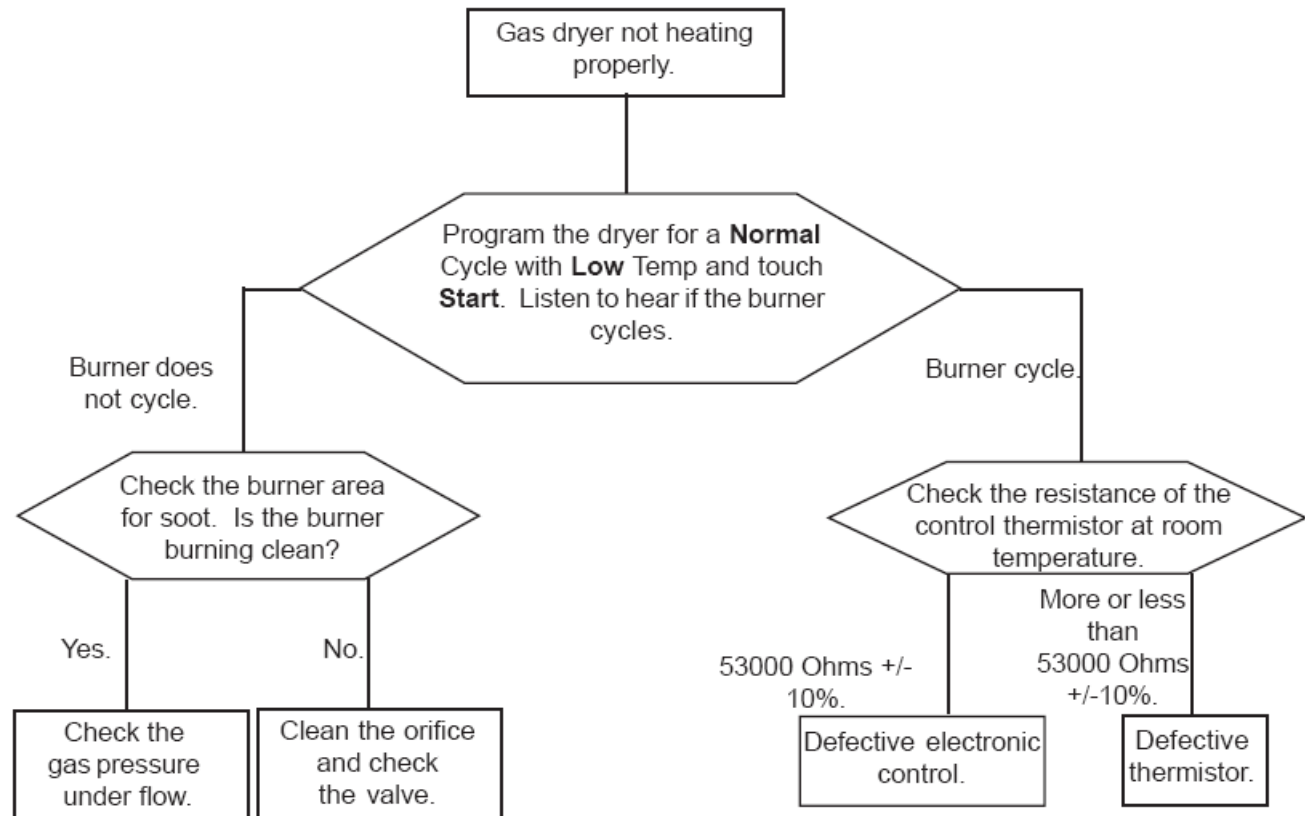 Gas dryer not heating
properly.
Program the dryer for a Normal
Cycle with Low Temp and touch
Start.  Listen to hear if the burner
cycles.
Burner does
not cycle.
Burner cycle.
Check the burner area
for soot.  Is the burner
burning clean?
Check the resistance of the
control thermistor at room
temperature.
Yes.
No.
53000 Ohms +/-
10%.
More or less
than
53000 Ohms
+/-10%.
Check the
gas pressure
under flow.
Clean the orifice
and check
the valve.
Defective electronic
control.
Defective
thermistor.